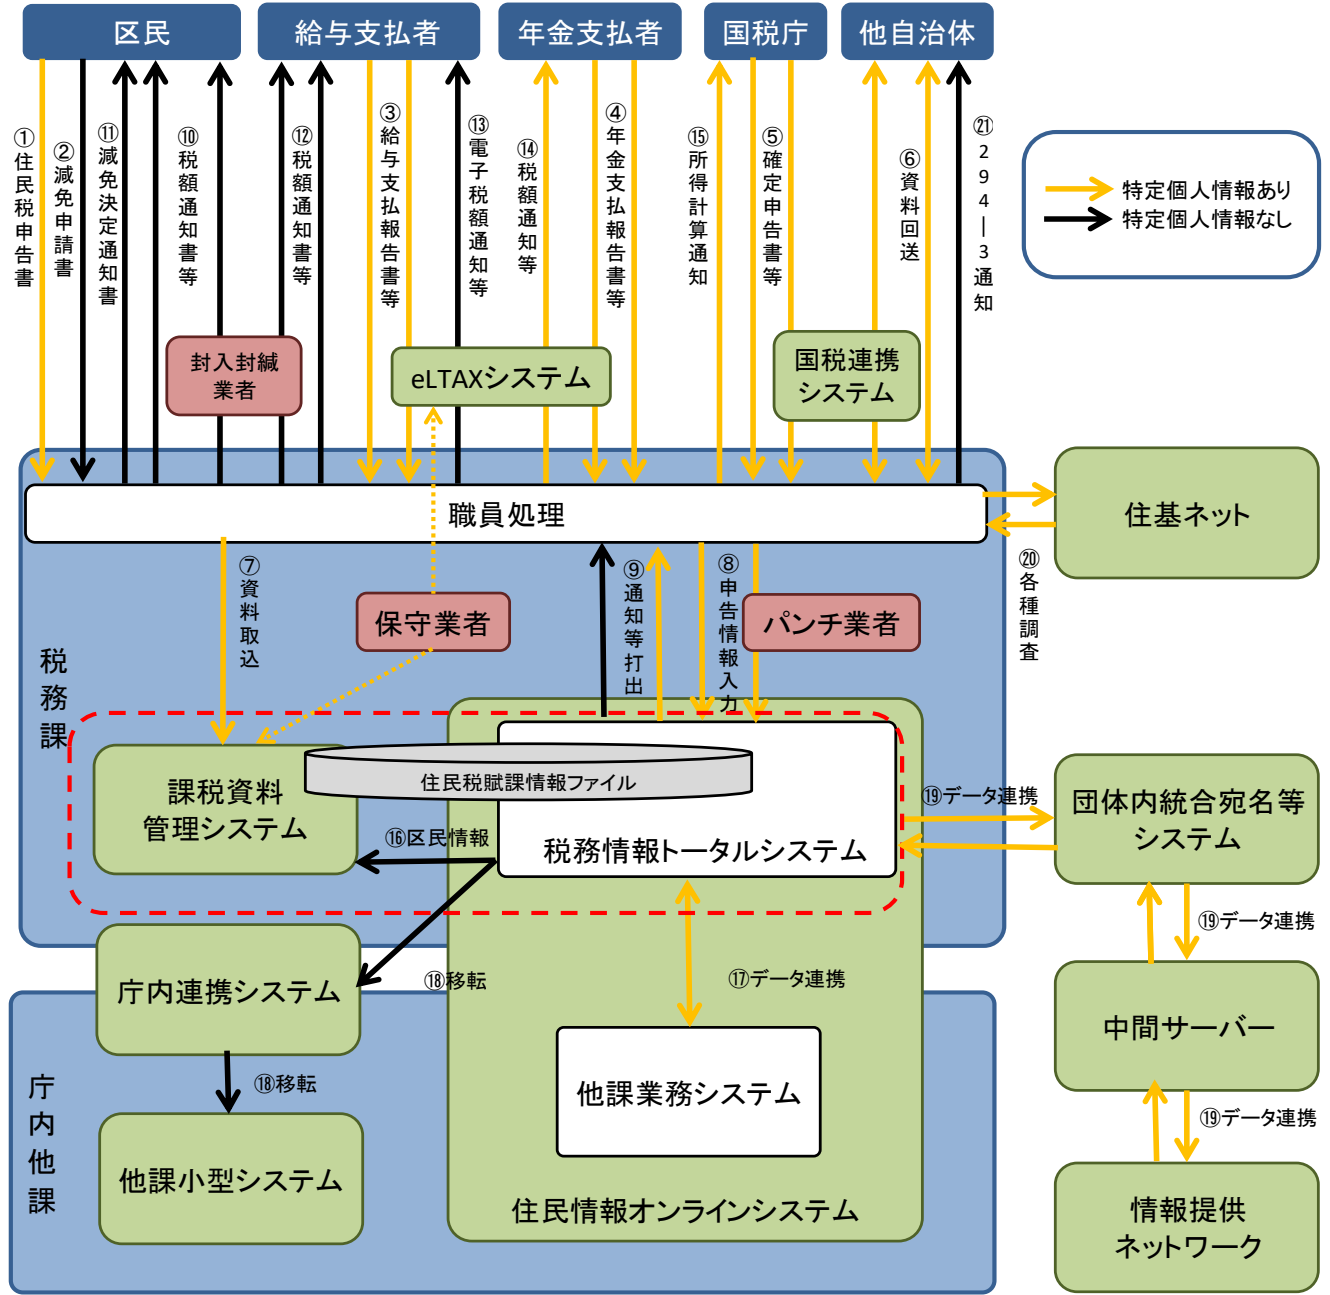 区民
給与支払者
年金支払者
国税庁
他自治体
①住民税申告書
②減免申請書
⑪減免決定通知書
⑩税額通知書等
⑫税額通知書等
③給与支払報告書等
⑬電子税額通知等
⑭税額通知等
④年金支払報告書等
⑮所得計算通知
⑤確定申告書等
⑥資料回送
㉑294―3通知
特定個人情報あり
特定個人情報なし
封入封緘
業者
eLTAXシステム
国税連携
システム
職員処理
住基ネット
⑳各種調査
⑦資料取込
保守業者
⑨通知等打出
⑧申告情報入力
パンチ業者
税務課
課税資料
管理システム
住民税賦課情報ファイル
税務情報トータルシステム
⑯区民情報
⑲データ連携
団体内統合宛名等
システム
⑲データ連携
庁内連携システム
⑱移転
⑰データ連携
中間サーバー
庁内他課
⑱移転
他課業務システム
⑲データ連携
他課小型システム
住民情報オンラインシステム
情報提供
ネットワーク